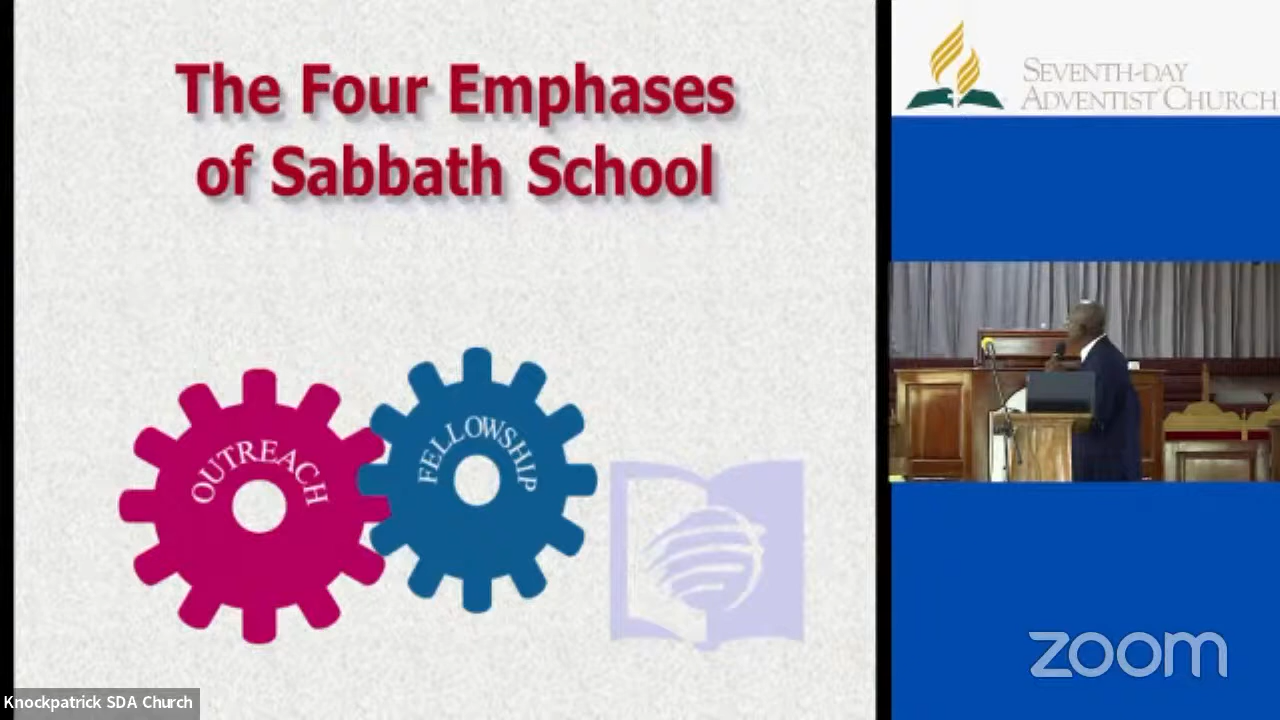 The Four Emphases
of Sabbath School
OUTREACH
FELLOWSHIP
SEVENTH-DAY
ADVENTIST CHURCH
zoom
Knockpatrick SDA Church